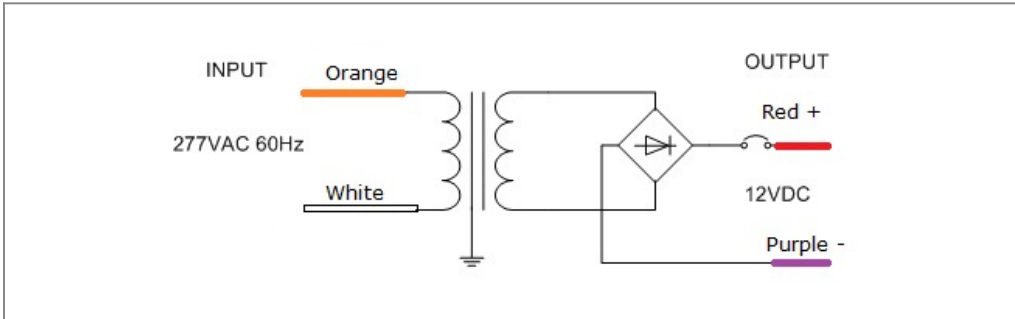 INPUT
Orange
277VAC 60Hz
White
OUTPUT
Red +
12VDC
Purple -